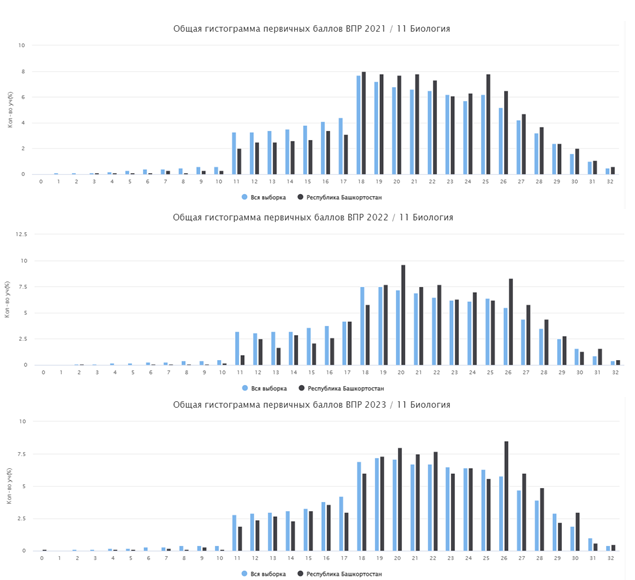 Общая гистограмма первичных баллов ВПР 2021 / 11 Биология
10
8
6
4
2
0
Кол-во уч(%)
0 1 2 3 4 5 6 7 8 9 10 11 12 13 14 15 16 17 18 19 20 21 22 23 24 25 26 27 28 29 30 31 32
Вся выборка Республика Башкортостан
Общая гистограмма первичных баллов ВПР 2022 / 11 Биология
12.5
10
7.5
5
2.5
0
Кол-во уч(%)
0 1 2 3 4 5 6 7 8 9 10 11 12 13 14 15 16 17 18 19 20 21 22 23 24 25 26 27 28 29 30 31 32
Вся выборка Республика Башкортостан
Общая гистограмма первичных баллов ВПР 2023 / 11 Биология
10
7.5
5
2.5
0
Кол-во уч(%)
0 1 2 3 4 5 6 7 8 9 10 11 12 13 14 15 16 17 18 19 20 21 22 23 24 25 26 27 28 29 30 31 32
Вся выборка Республика Башкортостан